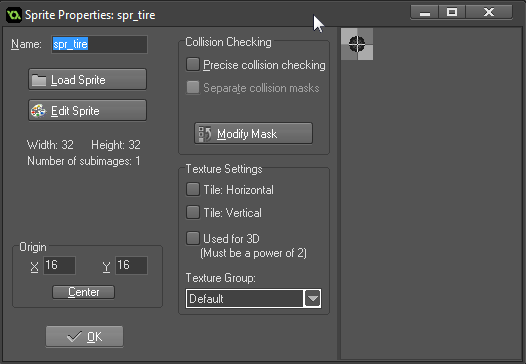 Sprite Properties: spr_tire
Name: spr_tire
Load Sprite
Edit Sprite
Width: 32 Height: 32
Number of subimages: 1
Origin
X 16 Y 16
Center
OK
Collision Checking
Precise collision checking
Separate collision masks
Modify Mask
Texture Settings
Tile: Horizontal
Tile: Vertical
Used for 3D
(Must be a power of 2)
Texture Group:
Default